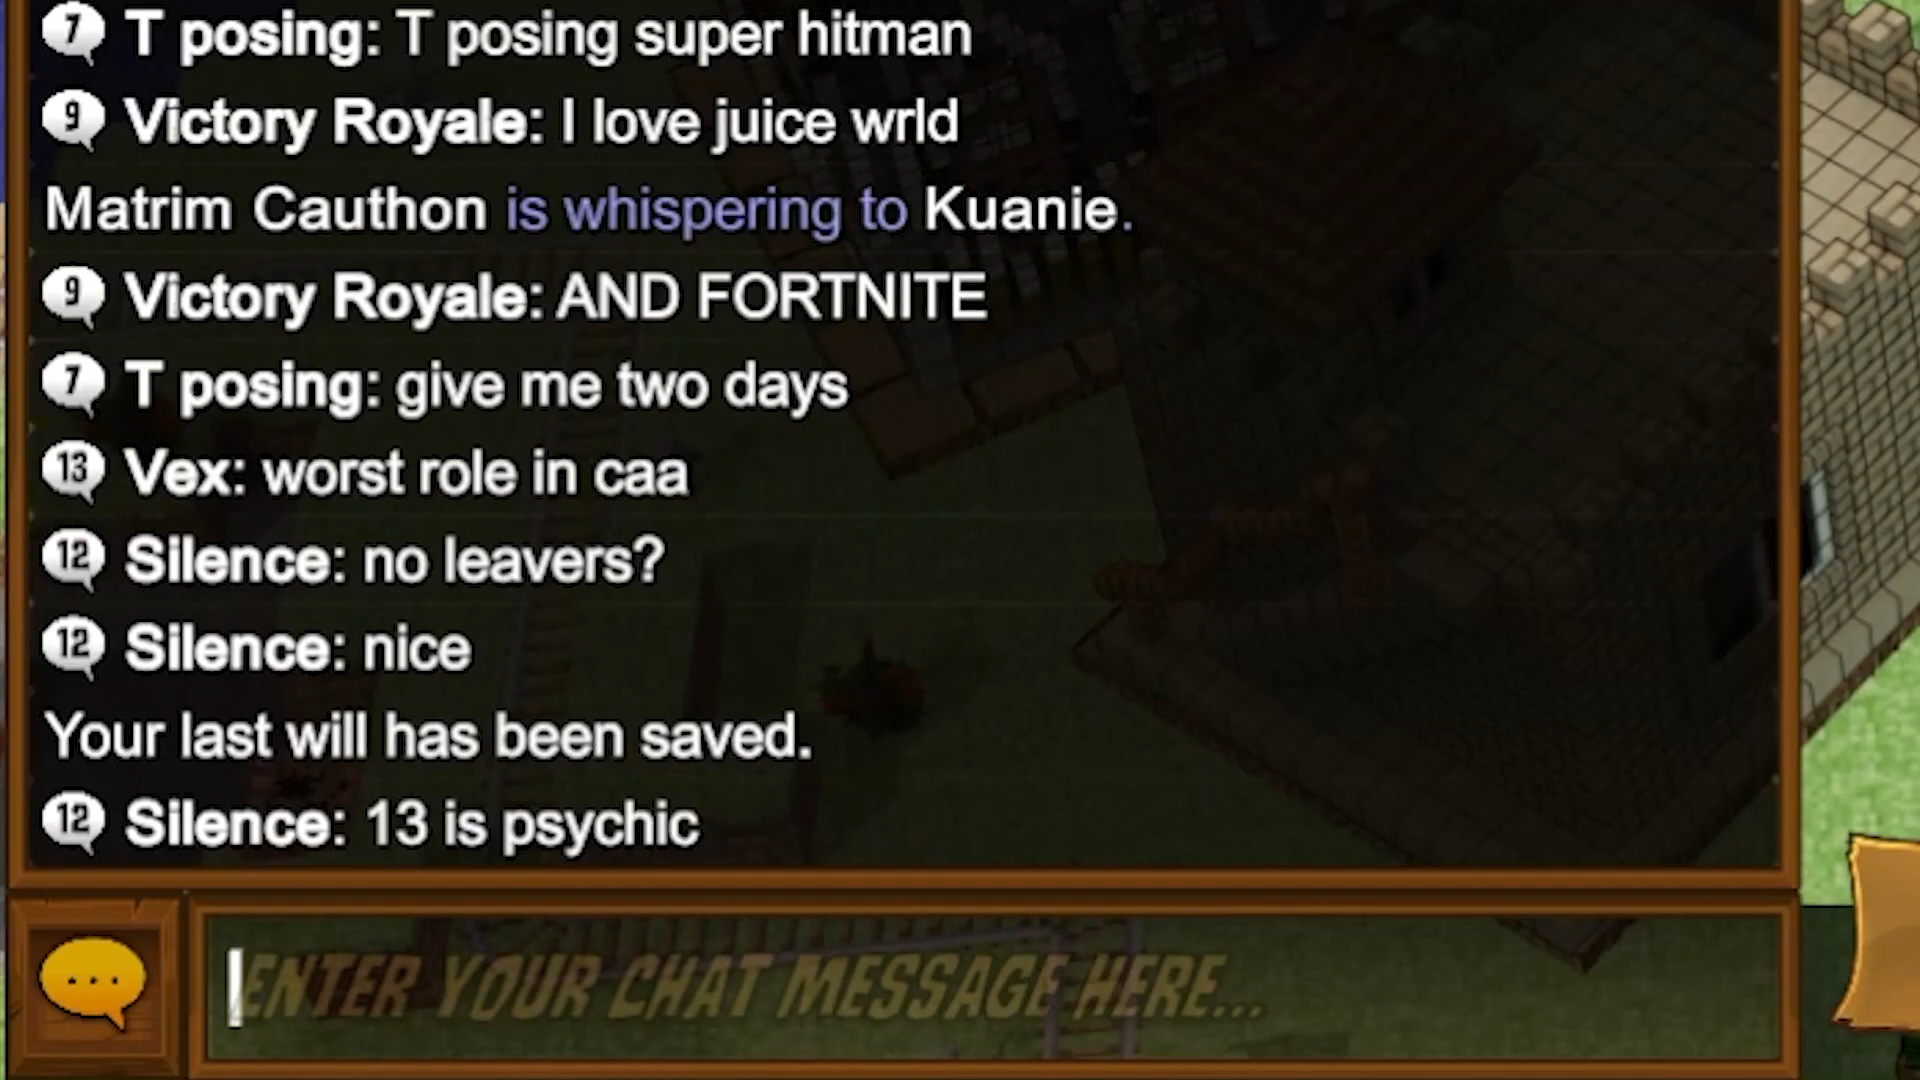 7 T posing: T posing super hitman
9 Victory Royale: I love juice wrld
Matrim Cauthon is whispering to Kuanie.
9 Victory Royale: AND FORTNITE
7 T posing: give me two days
13 Vex: worst role in caa
12 Silence: no leavers?
12 Silence: nice
Your last will has been saved.
12 Silence: 13 is psychic
ENTER YOUR CHAT MESSAGE HERE...